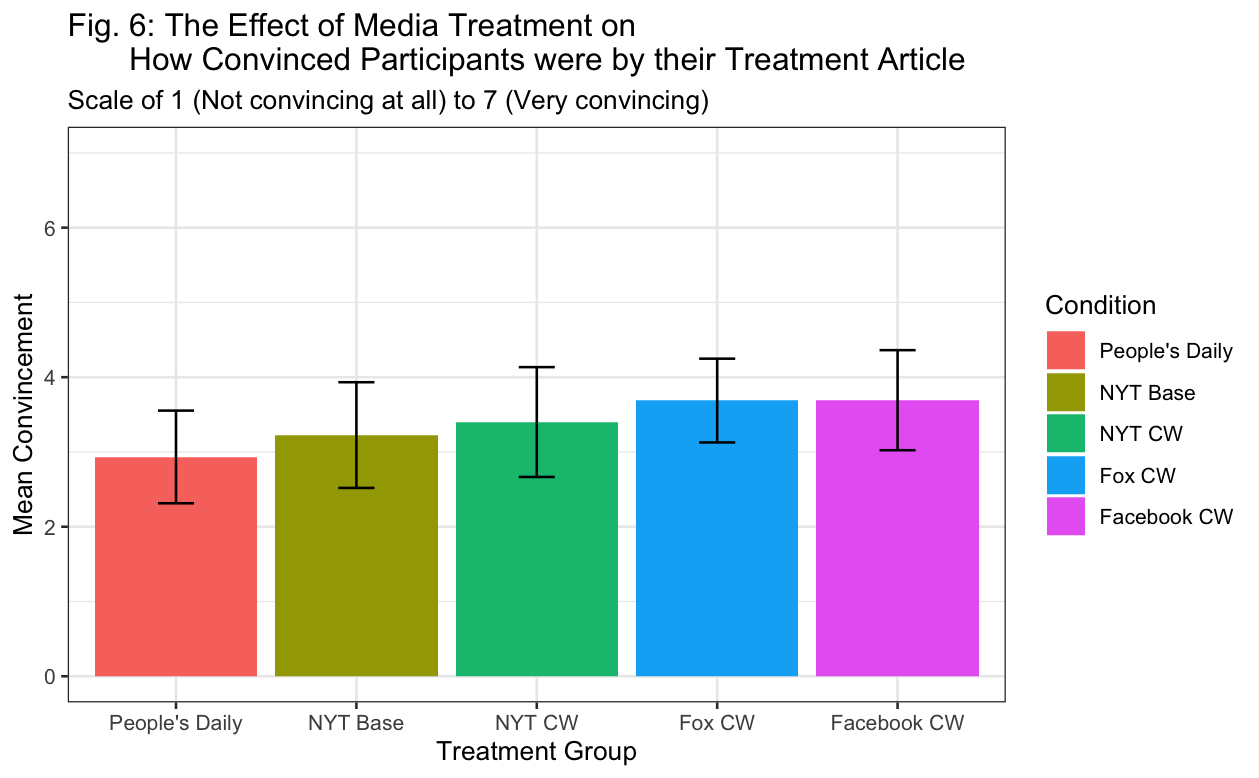 Fig. 6: The Effect of Media Treatment on
How Convinced Participants were by their Treatment Article
Scale of 1 (Not convincing at all) to 7 (Very convincing)
Mean Convincement
6
4
2
0
People's Daily
NYT Base
NYT CW
Fox CW
Facebook CW
Treatment Group
Condition
People's Daily
NYT Base
NYT CW
Fox CW
Facebook CW